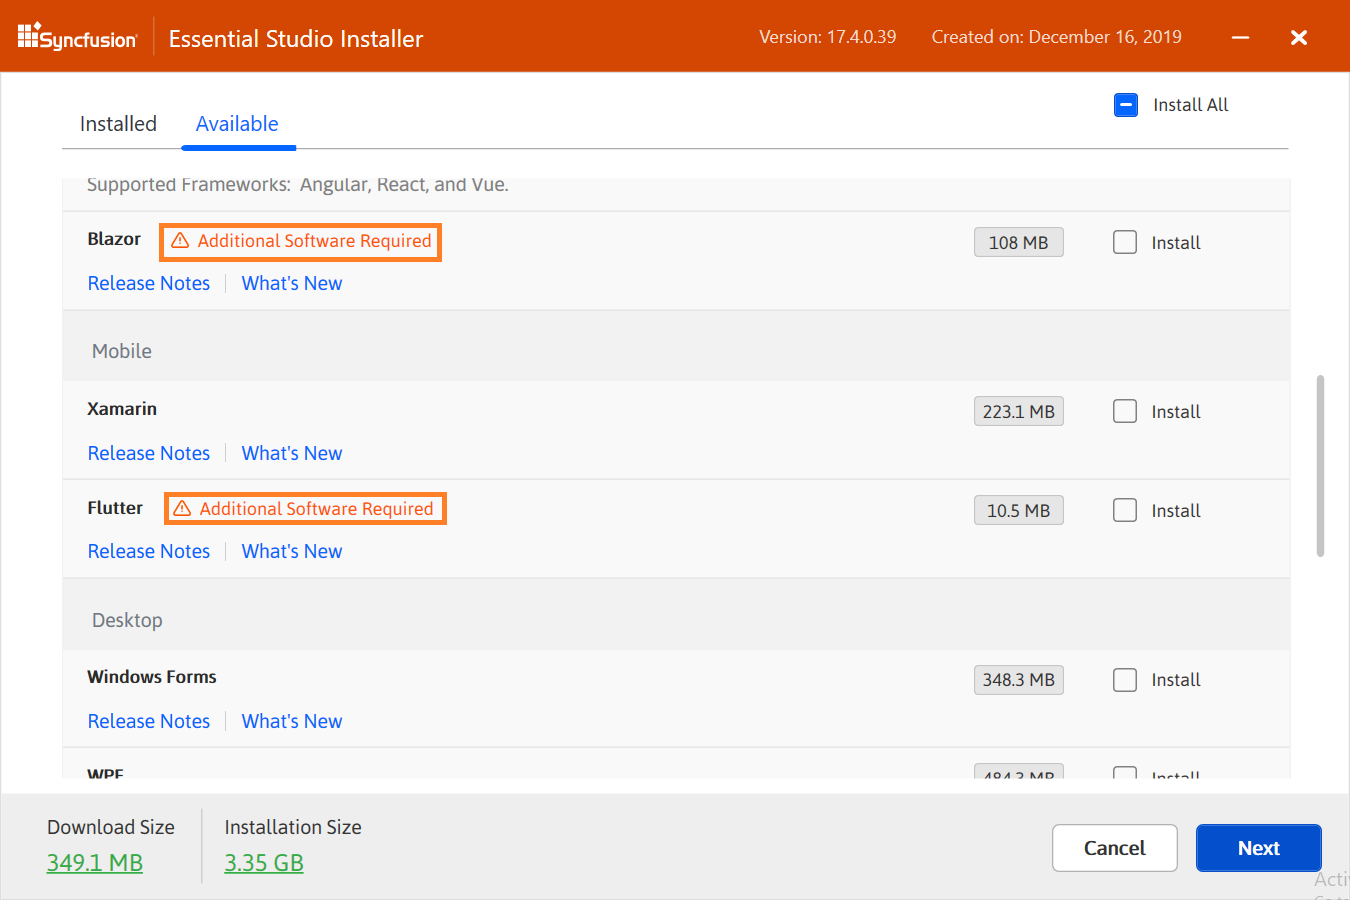 Syncfusion
Essential Studio Installer
Version: 17.4.0.39
Created on: December 16, 2019
Installed
Available
Install All
Supported Frameworks: Angular, React, and Vue.
Blazor
Additional Software Required
108 MB
Install
Release Notes
What's New
Mobile
Xamarin
223.1 MB
Install
Release Notes
What's New
Flutter
Additional Software Required
10.5 MB
Install
Release Notes
What's New
Desktop
Windows Forms
348.3 MB
Install
Release Notes
What's New
WPF
484.3 MB
Install
Download Size
349.1 MB
Installation Size
3.35 GB
Cancel
Next
Acti